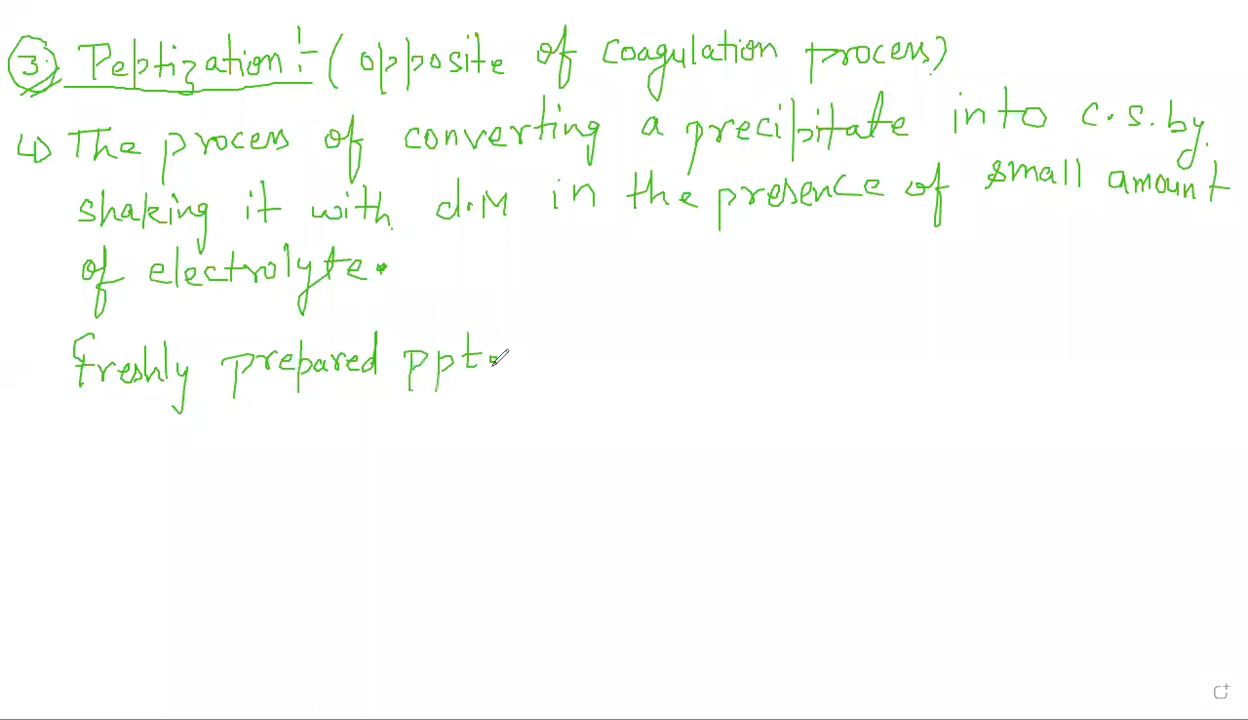 3. Peptization :- (opposite of coagulation process)
↳ The process of converting a precipitate into c.s. by
shaking it with d.M in the presence of small amount
of electrolyte.
Freshly prepared ppt.